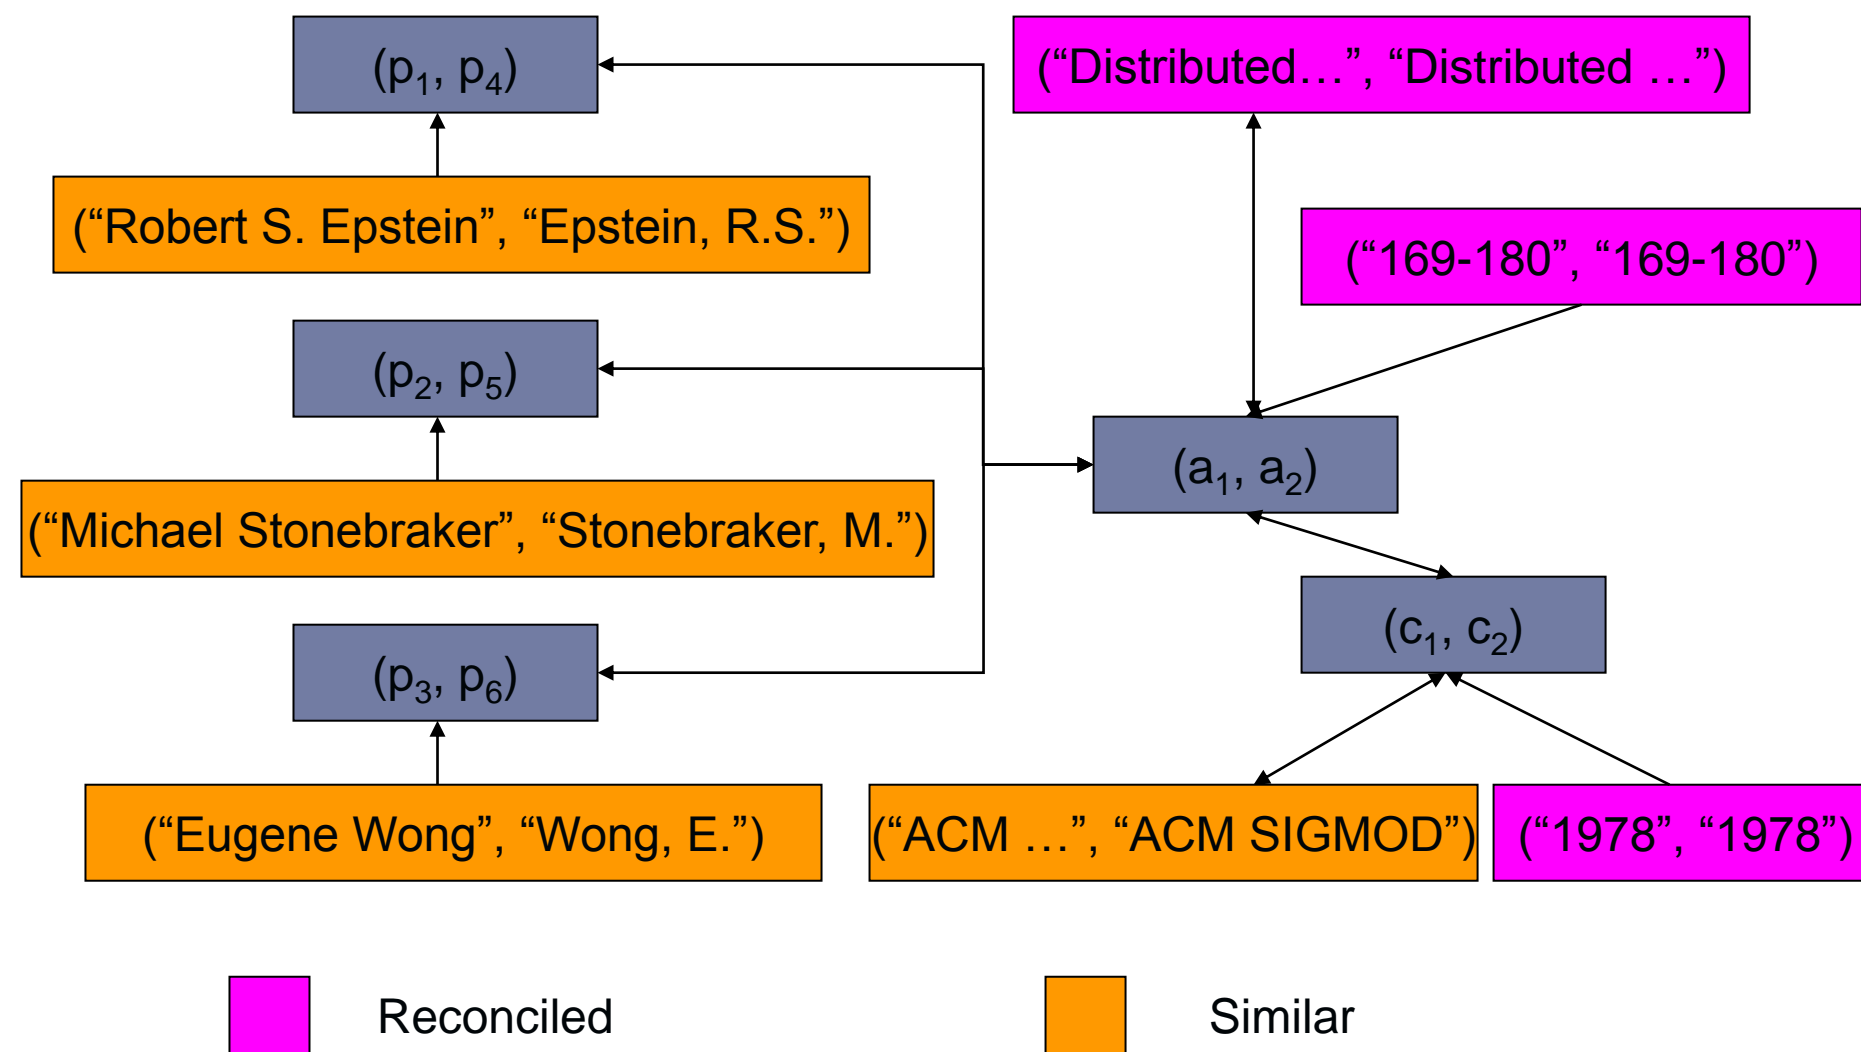 (p₁, p₄)
(“Distributed…”, “Distributed …”)
(“Robert S. Epstein”, “Epstein, R.S.”)
(“169-180”, “169-180”)
(p₂, p₅)
(a₁, a₂)
(“Michael Stonebraker”, “Stonebraker, M.”)
(c₁, c₂)
(p₃, p₆)
(“Eugene Wong”, “Wong, E.”)
(“ACM …”, “ACM SIGMOD”)
(“1978”, “1978”)
Reconciled
Similar